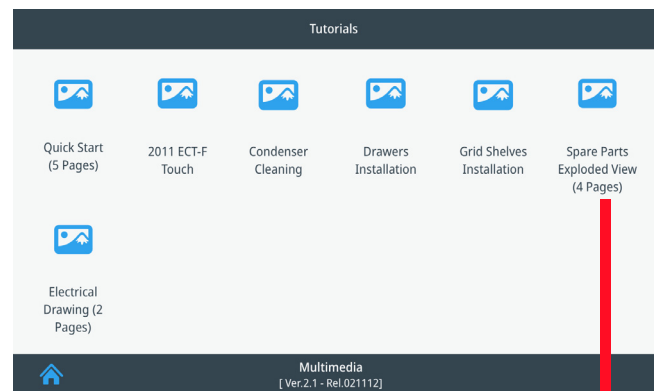 Tutorials
Quick Start
(5 Pages)
2011 ECT-F
Touch
Condenser
Cleaning
Drawers
Installation
Grid Shelves
Installation
Spare Parts
Exploded View
(4 Pages)
Electrical
Drawing (2
Pages)
Multimedia
[ Ver.2.1 - Rel.021112]